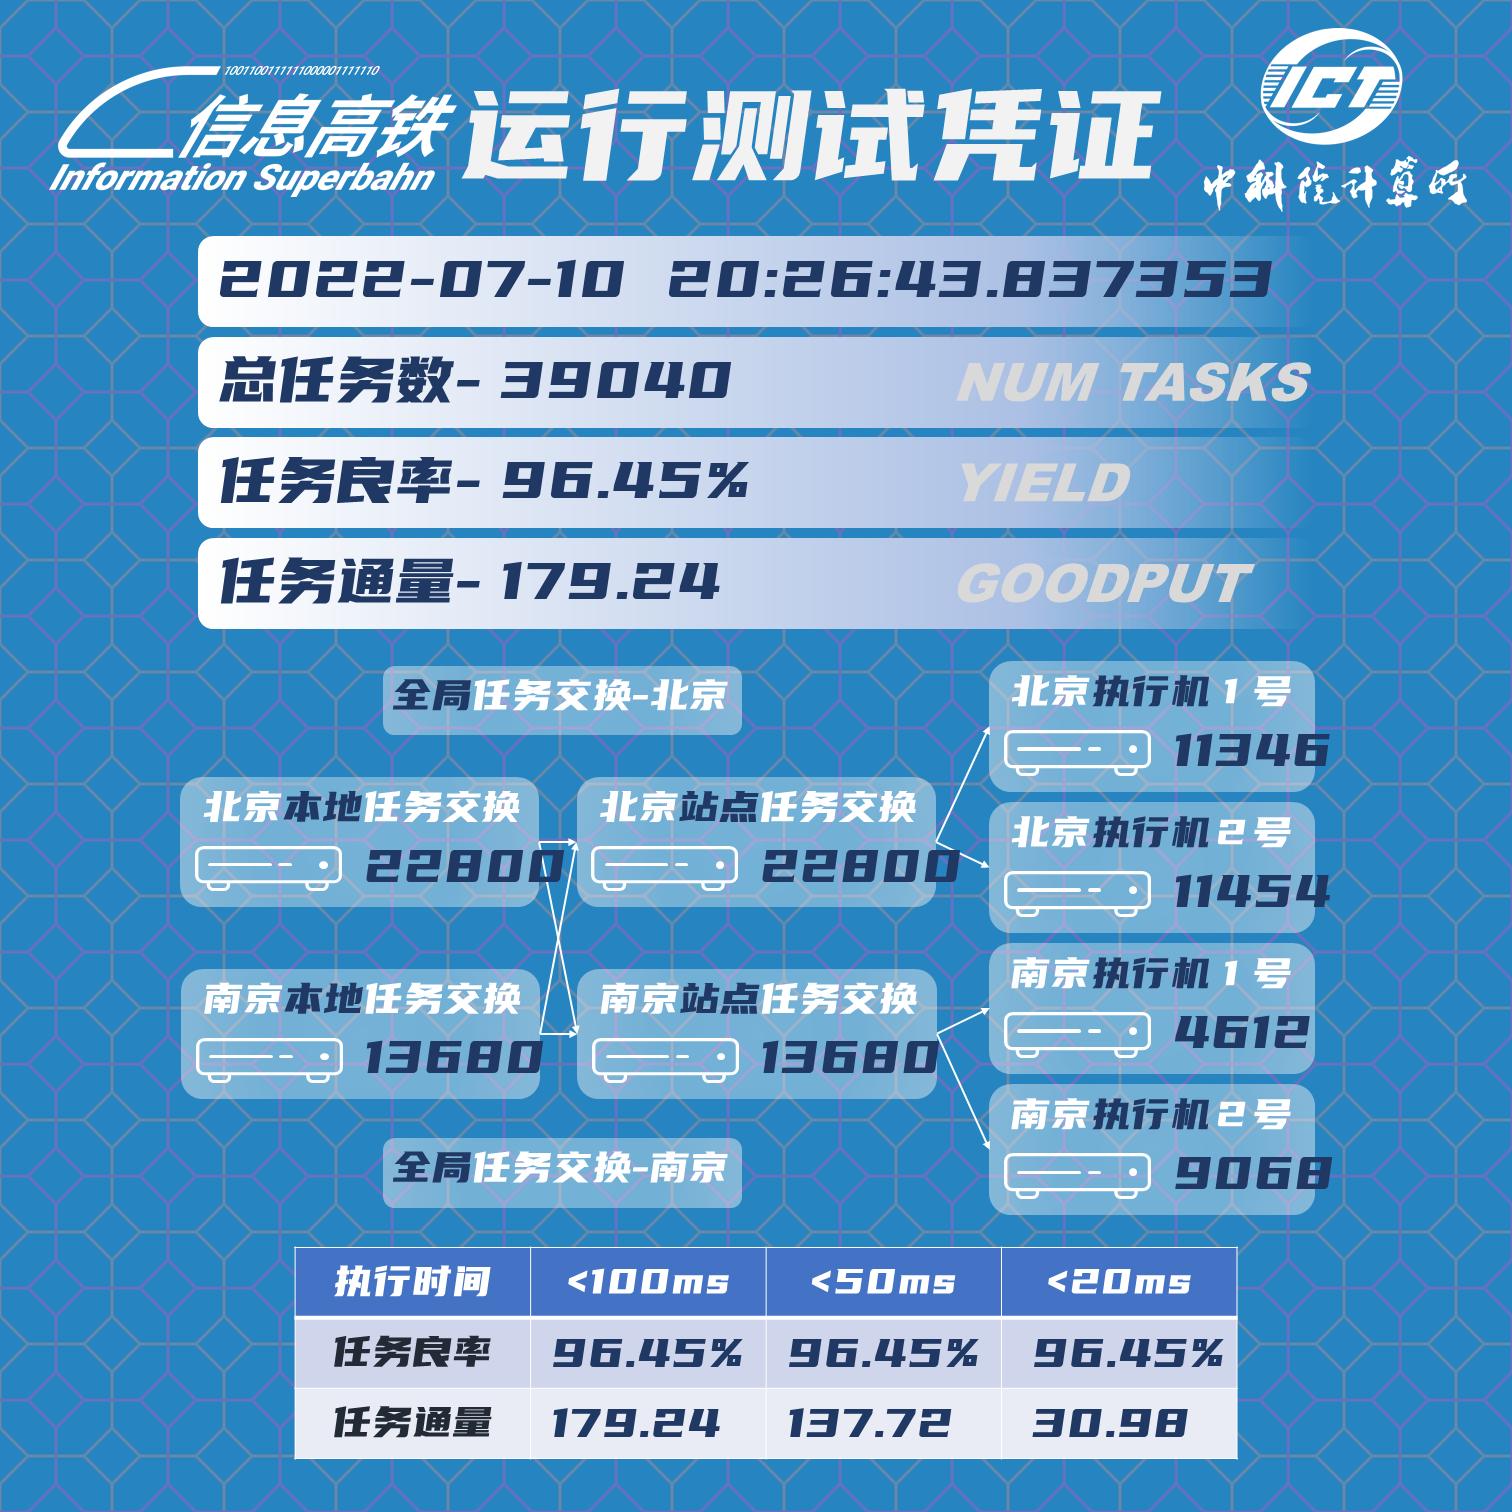 1001100111111000001111110
信息高铁
Information Superbahn
运行测试凭证
ICT
中科院计算所
2022-07-10 20:26:43.837353
总任务数- 39040 NUM TASKS
任务良率- 96.45% YIELD
任务通量- 179.24 GOODPUT
全局任务交换-北京
北京本地任务交换
22800
北京站点任务交换
22800
南京本地任务交换
13680
南京站点任务交换
13680
全局任务交换-南京
北京执行机1号
11346
北京执行机2号
11454
南京执行机1号
4612
南京执行机2号
9068
执行时间 <100ms <50ms <20ms
任务良率 96.45% 96.45% 96.45%
任务通量 179.24 137.72 30.98